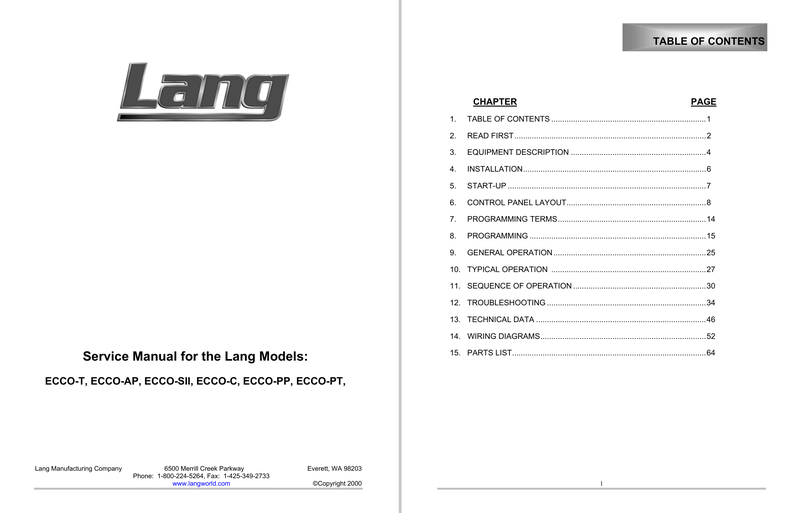 Lang
Service Manual for the Lang Models:
ECCO-T, ECCO-AP, ECCO-SII, ECCO-C, ECCO-PP, ECCO-PT,
Lang Manufacturing Company 6500 Merrill Creek Parkway Everett, WA 98203
Phone: 1-800-224-5264, Fax: 1-425-349-2733
www.langworld.com ©Copyright 2000
TABLE OF CONTENTS
CHAPTER PAGE
1. TABLE OF CONTENTS ........................................................................1
2. READ FIRST.........................................................................................2
3. EQUIPMENT DESCRIPTION ...............................................................4
4. INSTALLATION.....................................................................................6
5. START-UP ............................................................................................7
6. CONTROL PANEL LAYOUT.................................................................8
7. PROGRAMMING TERMS.....................................................................14
8. PROGRAMMING ..................................................................................15
9. GENERAL OPERATION.......................................................................25
10. TYPICAL OPERATION ........................................................................27
11. SEQUENCE OF OPERATION ..............................................................30
12. TROUBLESHOOTING ..........................................................................34
13. TECHNICAL DATA ...............................................................................46
14. WIRING DIAGRAMS.............................................................................52
15. PARTS LIST..........................................................................................64
1